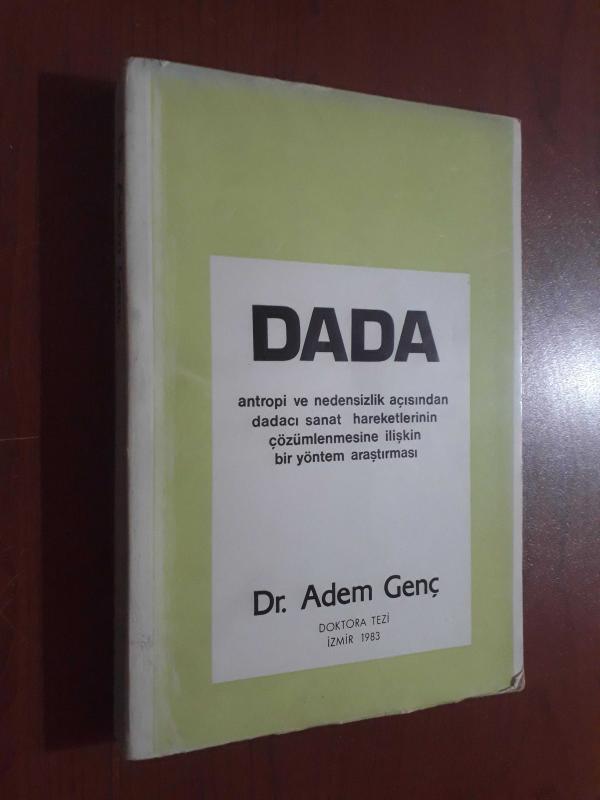 DADA
antropi ve nedensizlik açısından
dadacı sanat hareketlerinin
çözümlenmesine ilişkin
bir yöntem araştırması
Dr. Adem Genç
DOKTORA TEZİ
İZMİR 1983